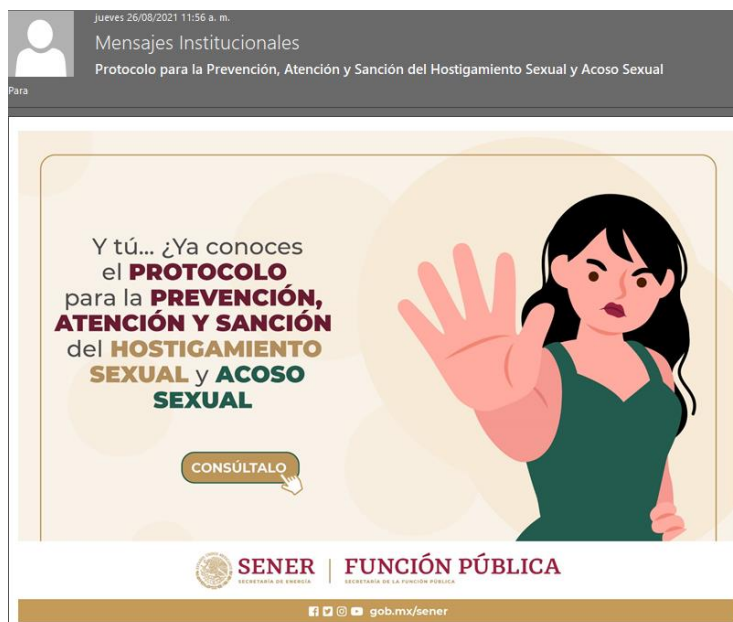 jueves 26/08/2021 11:56 a. m.
Mensajes Institucionales
Protocolo para la Prevención, Atención y Sanción del Hostigamiento Sexual y Acoso Sexual
Para
Y tú... ¿Ya conoces
el PROTOCOLO
para la PREVENCIÓN,
ATENCIÓN Y SANCIÓN
del HOSTIGAMIENTO
SEXUAL y ACOSO
SEXUAL
CONSÚLTALO
SENER
SECRETARÍA DE ENERGÍA
FUNCIÓN PÚBLICA
SECRETARÍA DE LA FUNCIÓN PÚBLICA
gob.mx/sener